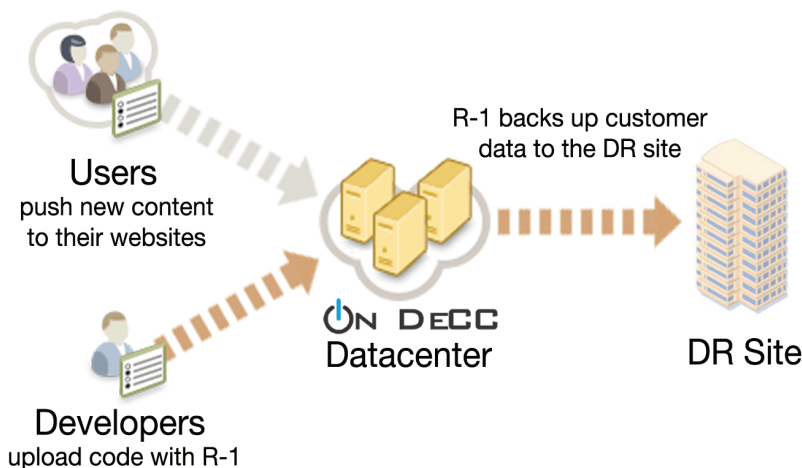 Users
push new content
to their websites
R-1 backs up customer
data to the DR site
ON DECC
Datacenter
DR Site
Developers
upload code with R-1